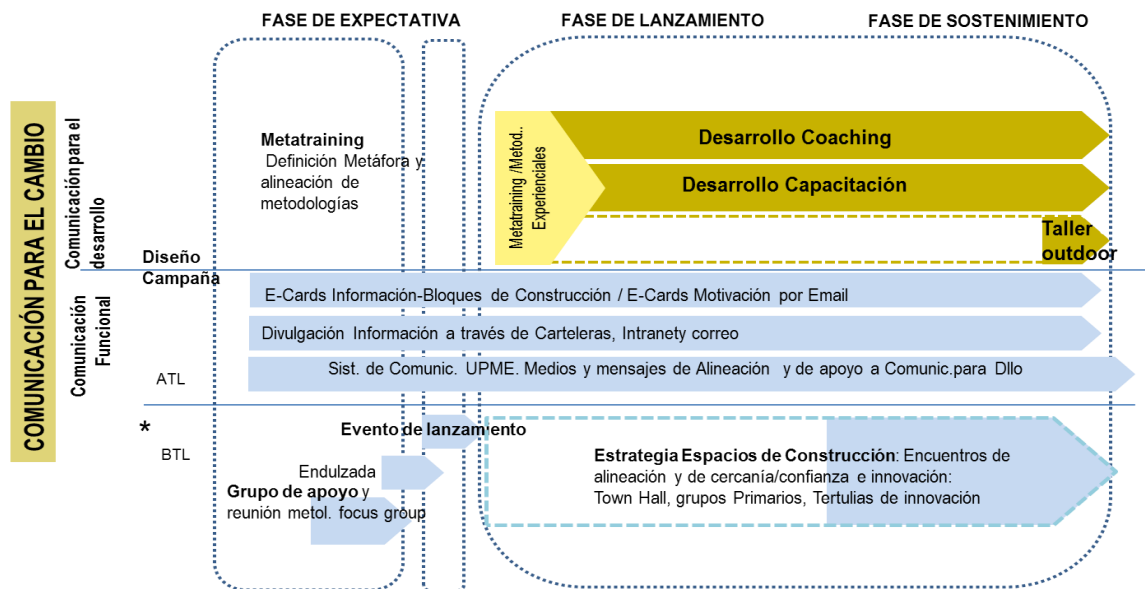 FASE DE EXPECTATIVA
FASE DE LANZAMIENTO
FASE DE SOSTENIMIENTO
COMUNICACIÓN PARA EL CAMBIO
Comunicación para el
desarrollo
Metatraining
Definición Metáfora y
alineación de
metodologías
Metatraining /Metod..
Experienciales
Desarrollo Coaching
Desarrollo Capacitación
Taller
outdoor
Diseño
Campaña
Comunicación
Funcional
E-Cards Información-Bloques de Construcción / E-Cards Motivación por Email
Divulgación Información a través de Carteleras, Intranety correo
Sist. de Comunic. UPME. Medios y mensajes de Alineación y de apoyo a Comunic.para Dllo
ATL
*
BTL
Evento de lanzamiento
Endulzada
Grupo de apoyo y
reunión metol. focus group
Estrategia Espacios de Construcción: Encuentros de
alineación y de cercanía/confianza e innovación:
Town Hall, grupos Primarios, Tertulias de innovación